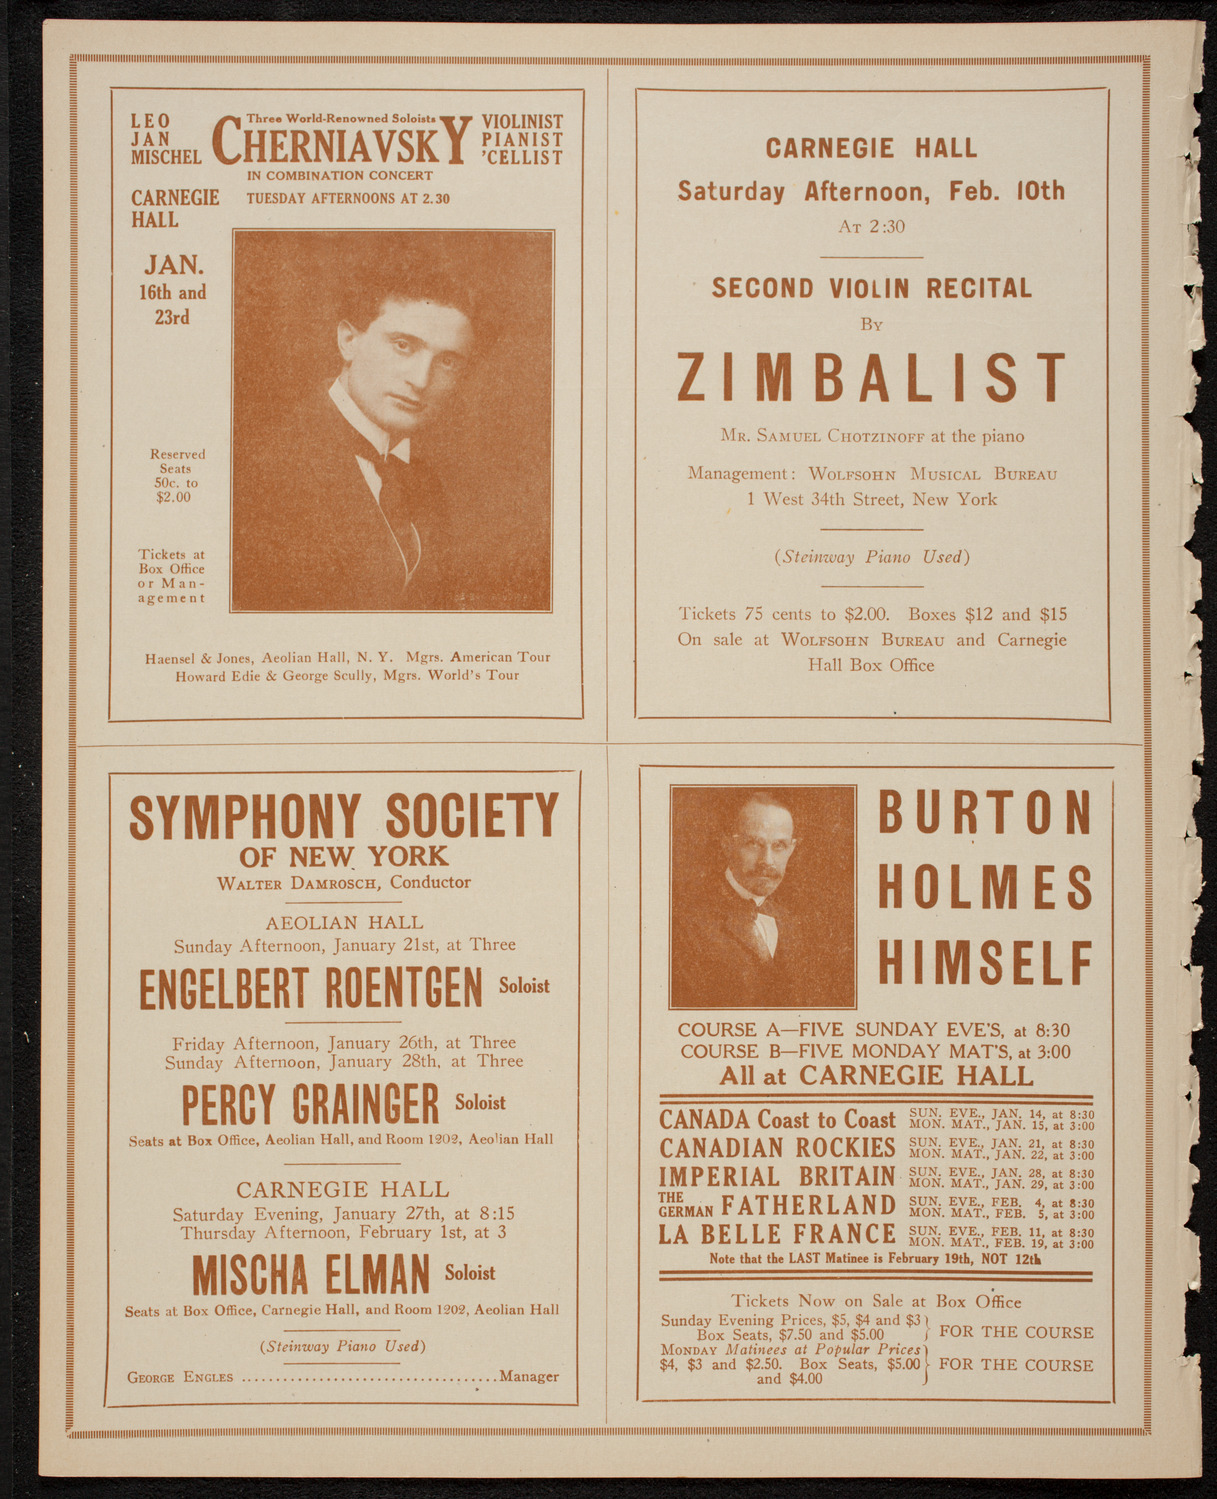 LEO
JAN
MISCHEL
Three World-Renowned Soloists
CHERNIAVSKY
VIOLINIST
PIANIST
'CELLIST
IN COMBINATION CONCERT
CARNEGIE
HALL
TUESDAY AFTERNOONS AT 2.30
JAN.
16th and
23rd
Reserved
Seats
50c. to
$2.00
Tickets at
Box Office
or Man-
agement
Haensel & Jones, Aeolian Hall, N. Y. Mgrs. American Tour
Howard Edie & George Scully, Mgrs. World's Tour
CARNEGIE HALL
Saturday Afternoon, Feb. 10th
AT 2:30
SECOND VIOLIN RECITAL
BY
ZIMBALIST
MR. SAMUEL CHOTZINOFF at the piano
Management: WOLFSOHN MUSICAL BUREAU
1 West 34th Street, New York
(Steinway Piano Used)
Tickets 75 cents to $2.00. Boxes $12 and $15
On sale at WOLFSOHN BUREAU and Carnegie
Hall Box Office
SYMPHONY SOCIETY
OF NEW YORK
WALTER DAMROSCH, Conductor
AEOLIAN HALL
Sunday Afternoon, January 21st, at Three
ENGELBERT ROENTGEN Soloist
Friday Afternoon, January 26th, at Three
Sunday Afternoon, January 28th, at Three
PERCY GRAINGER Soloist
Seats at Box Office, Aeolian Hall, and Room 1202, Aeolian Hall
CARNEGIE HALL
Saturday Evening, January 27th, at 8:15
Thursday Afternoon, February 1st, at 3
MISCHA ELMAN Soloist
Seats at Box Office, Carnegie Hall, and Room 1202, Aeolian Hall
(Steinway Piano Used)
GEORGE ENGLES ..................................Manager
BURTON
HOLMES
HIMSELF
COURSE A—FIVE SUNDAY EVE'S, at 8:30
COURSE B—FIVE MONDAY MAT'S, at 3:00
All at CARNEGIE HALL
CANADA Coast to Coast SUN. EVE., JAN. 14, at 8:30
MON. MAT., JAN. 15, at 3:00
CANADIAN ROCKIES SUN. EVE., JAN. 21, at 8:30
MON. MAT., JAN. 22, at 3:00
IMPERIAL BRITAIN SUN. EVE., JAN. 28, at 8:30
MON. MAT., JAN. 29, at 3:00
THE GERMAN FATHERLAND SUN. EVE., FEB. 4, at 8:30
MON. MAT., FEB. 5, at 3:00
LA BELLE FRANCE SUN. EVE., FEB. 11, at 8:30
MON. MAT., FEB. 19, at 3:00
Note that the LAST Matinee is February 19th, NOT 12th
Tickets Now on Sale at Box Office
Sunday Evening Prices, $5, $4 and $3
Box Seats, $7.50 and $5.00 } FOR THE COURSE
MONDAY Matinees at Popular Prices
$4, $3 and $2.50. Box Seats, $5.00 } FOR THE COURSE
and $4.00